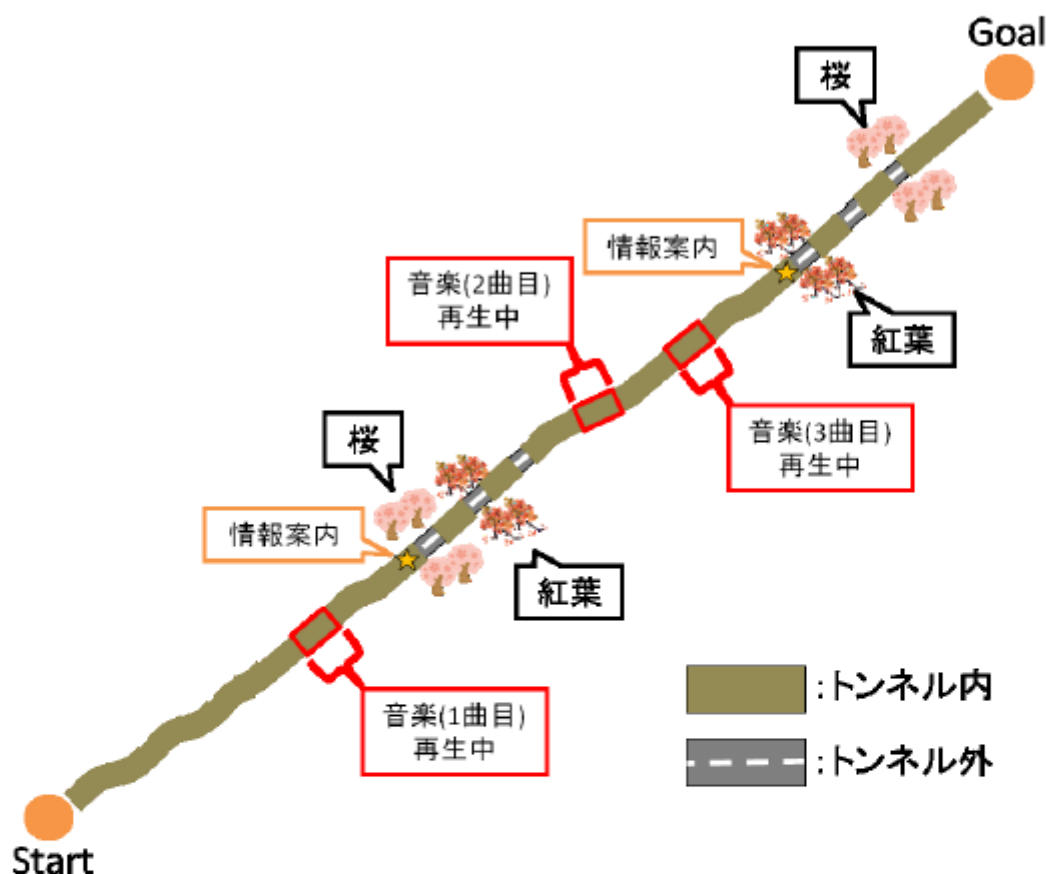 Goal
桜
情報案内
音楽(2曲目)
再生中
紅葉
音楽(3曲目)
再生中
桜
情報案内
紅葉
音楽(1曲目)
再生中
:トンネル内
:トンネル外
Start